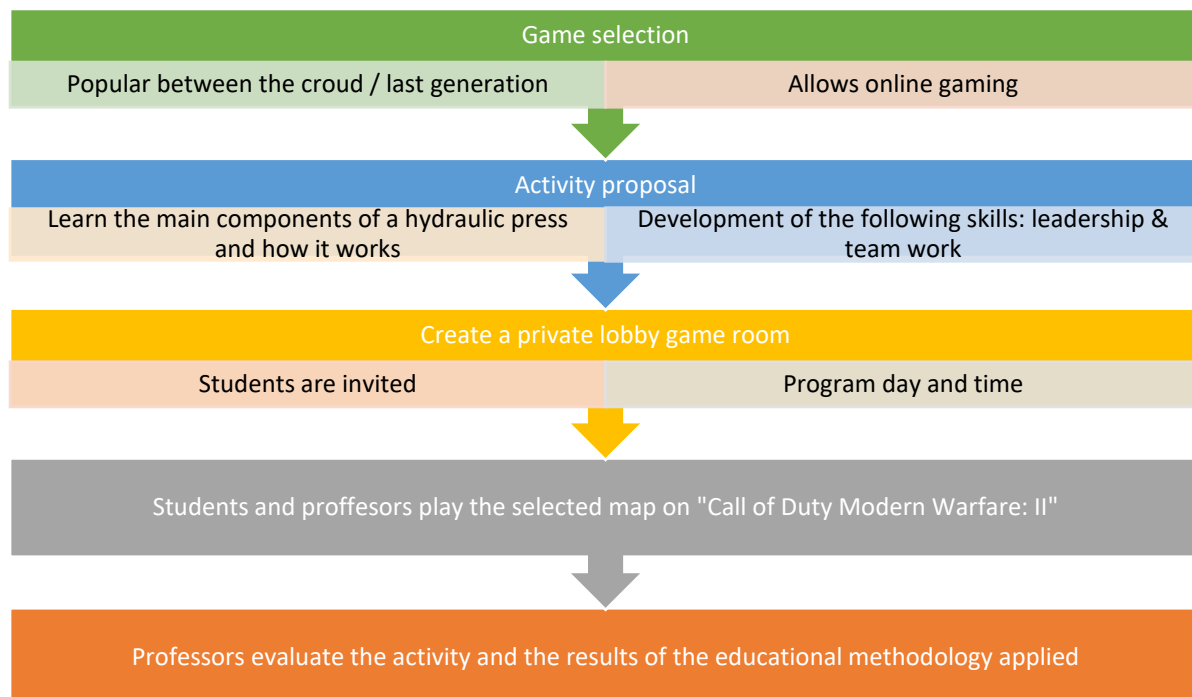 Game selection
Popular between the croud / last generation
Allows online gaming
Activity proposal
Learn the main components of a hydraulic press
and how it works
Development of the following skills: leadership &
team work
Create a private lobby game room
Students are invited
Program day and time
Students and proffesors play the selected map on "Call of Duty Modern Warfare: II"
Professors evaluate the activity and the results of the educational methodology applied